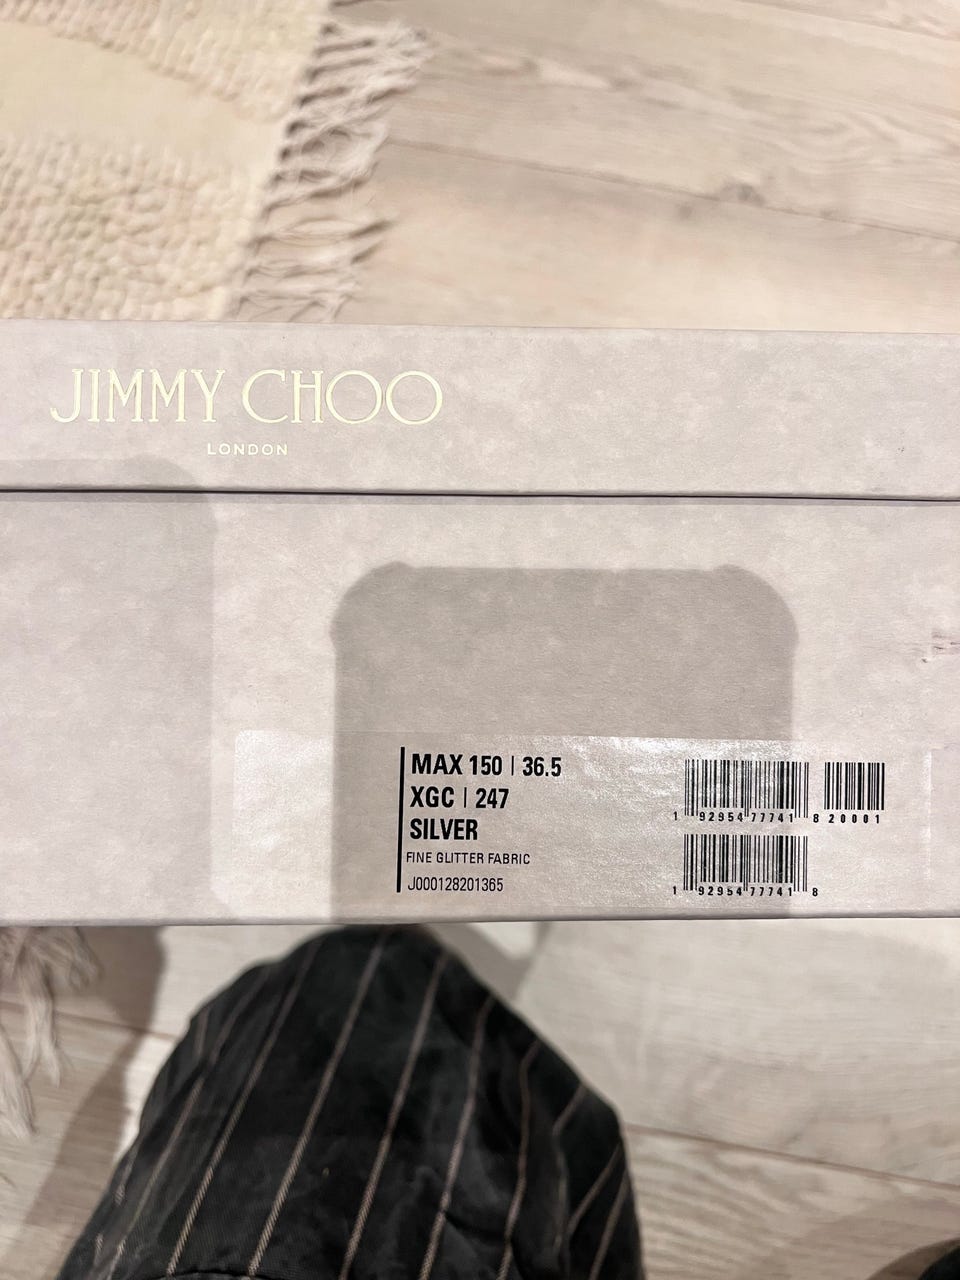 JIMMY CHOO
LONDON
MAX 150 | 36.5
XGC | 247
SILVER
FINE GLITTER FABRIC
J000128201365
1 92954 77741 8 20001
1 92954 77741 8